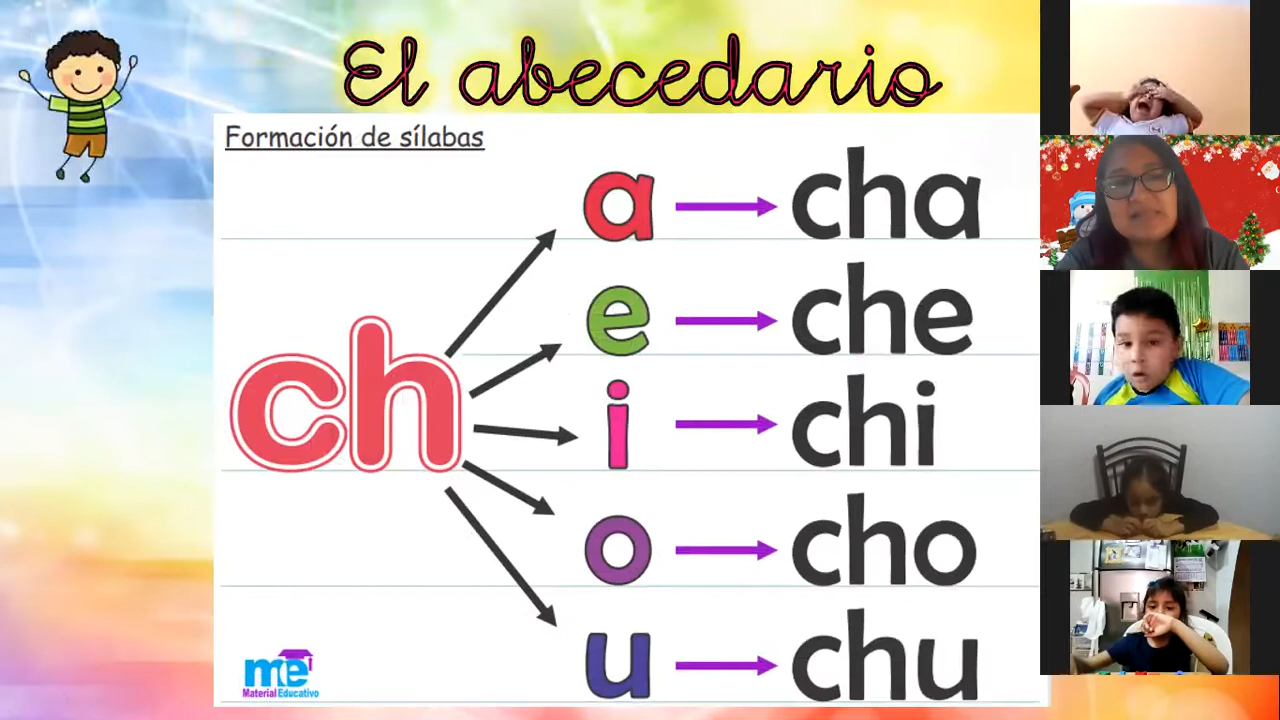 El abecedario
Formación de sílabas
a cha
e che
ch
i chi
o cho
u chu
me
Material Educativo